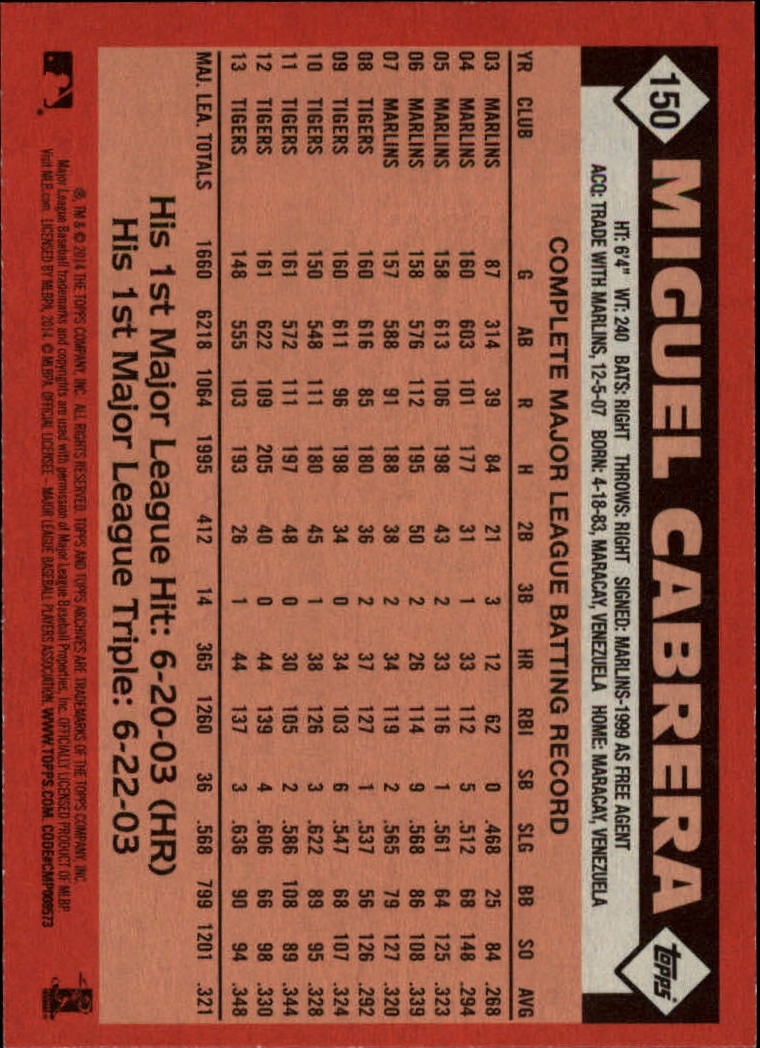 150 MIGUEL CABRERA topps
HT: 6'4" WT: 240 BATS: RIGHT THROWS: RIGHT SIGNED: MARLINS-1999 AS FREE AGENT
ACQ: TRADE WITH MARLINS, 12-5-07 BORN: 4-18-83, MARACAY, VENEZUELA HOME: MARACAY, VENEZUELA
COMPLETE MAJOR LEAGUE BATTING RECORD
YR CLUB G AB R H 2B 3B HR RBI SB SLG BB SO AVG
03 MARLINS 87 314 39 84 21 3 12 62 0 .468 25 84 .268
04 MARLINS 160 603 101 177 31 1 33 112 5 .512 68 148 .294
05 MARLINS 158 613 106 198 43 2 33 116 1 .561 64 125 .323
06 MARLINS 158 576 112 195 50 2 26 114 9 .568 86 108 .339
07 MARLINS 157 588 91 188 38 2 34 119 2 .565 79 127 .320
08 TIGERS 160 616 85 180 36 2 37 127 1 .537 56 126 .292
09 TIGERS 160 611 96 198 34 0 34 103 6 .547 68 107 .324
10 TIGERS 150 548 111 180 45 1 38 126 3 .622 89 95 .328
11 TIGERS 161 572 111 197 48 0 30 105 2 .586 108 89 .344
12 TIGERS 161 622 109 205 40 0 44 139 4 .606 66 98 .330
13 TIGERS 148 555 103 193 26 1 44 137 3 .636 90 94 .348
MAJ. LEA. TOTALS 1660 6218 1064 1995 412 14 365 1260 36 .568 799 1201 .321
His 1st Major League Hit: 6-20-03 (HR)
His 1st Major League Triple: 6-22-03
®, TM & © 2014 THE TOPPS COMPANY, INC. ALL RIGHTS RESERVED. TOPPS AND TOPPS ARCHIVES ARE TRADEMARKS OF THE TOPPS COMPANY, INC.
Major League Baseball trademarks and copyrights are used with permission of Major League Baseball Properties, Inc. OFFICIALLY LICENSED PRODUCT OF MLBP
Visit MLB.com LICENSED BY MLBPA, 2014. © MLBPA. OFFICIAL LICENSEE – MAJOR LEAGUE BASEBALL PLAYERS ASSOCIATION. WWW.TOPPS.COM. CODE#CMP009573